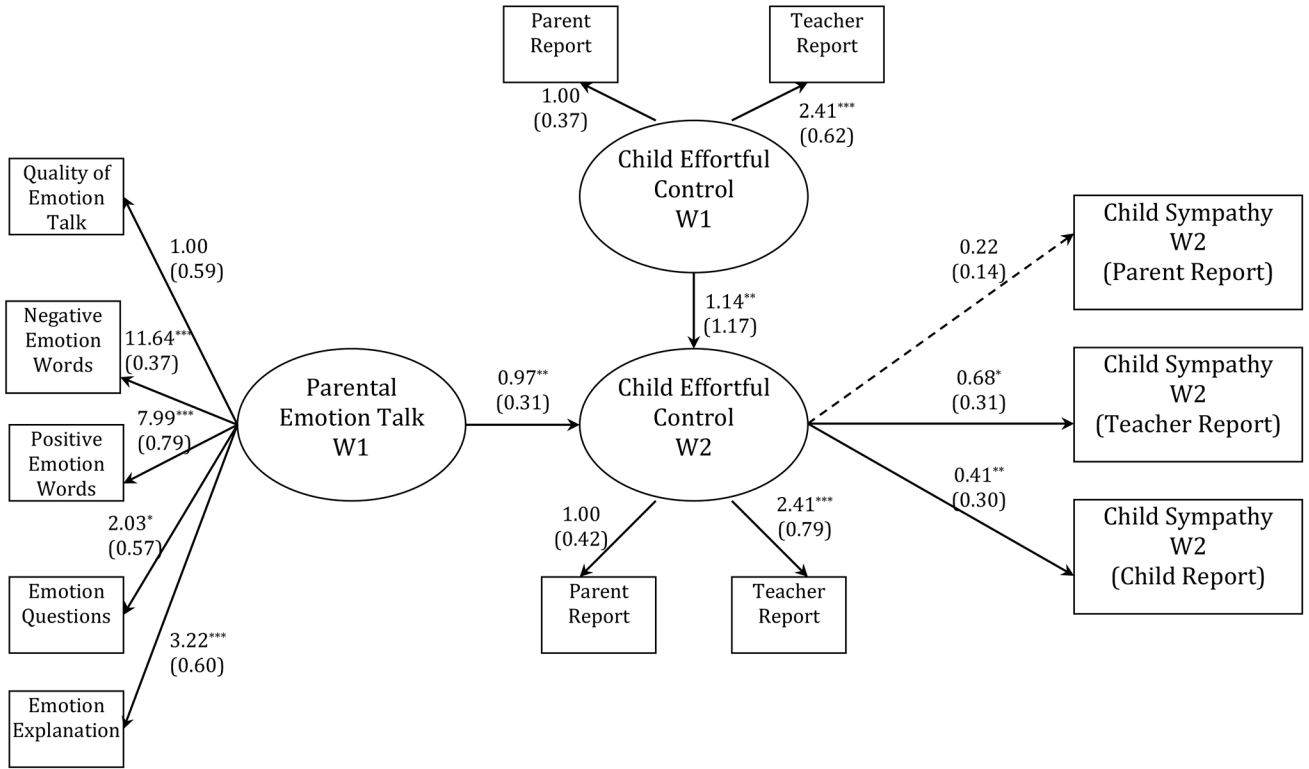 Parent
Report
Teacher
Report
1.00
(0.37)
2.41***
(0.62)
Child Effortful
Control
W1
Quality of
Emotion
Talk
1.00
(0.59)
Negative
Emotion
Words
11.64***
(0.37)
7.99***
(0.79)
Positive
Emotion
Words
2.03*
(0.57)
Emotion
Questions
3.22***
(0.60)
Emotion
Explanation
Parental
Emotion Talk
W1
0.97**
(0.31)
1.14**
(1.17)
Child Effortful
Control
W2
1.00
(0.42)
2.41***
(0.79)
Parent
Report
Teacher
Report
0.22
(0.14)
0.68*
(0.31)
0.41**
(0.30)
Child Sympathy
W2
(Parent Report)
Child Sympathy
W2
(Teacher Report)
Child Sympathy
W2
(Child Report)